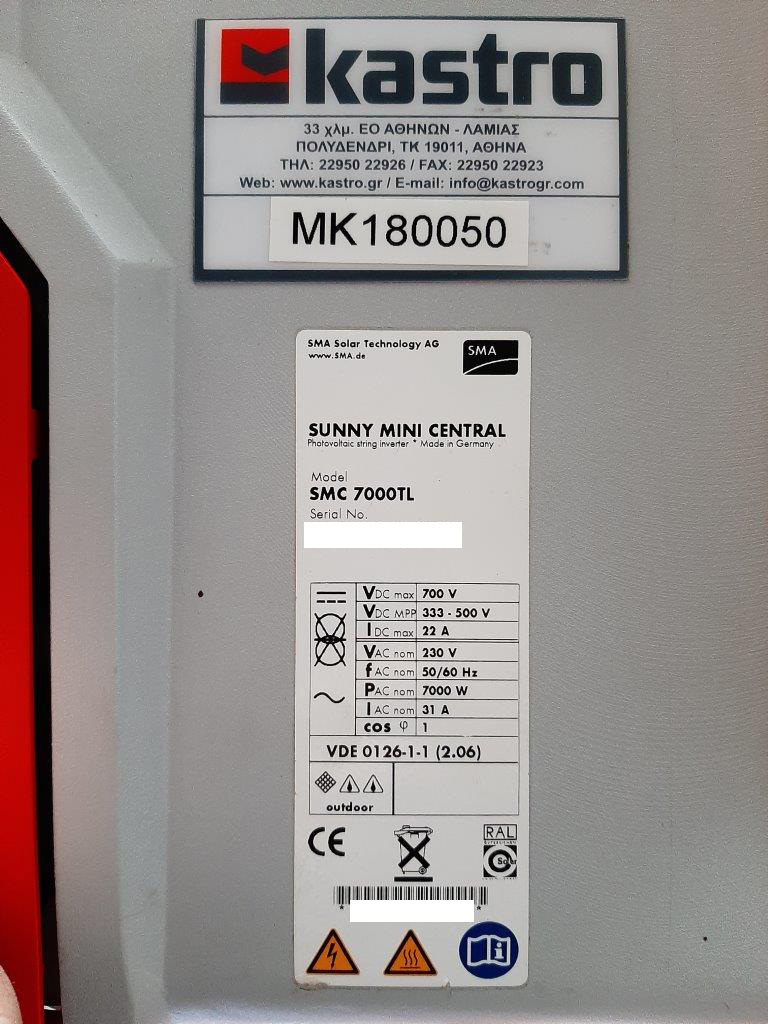 kastro
33 χλμ. ΕΟ ΑΘΗΝΩΝ - ΛΑΜΙΑΣ
ΠΟΛΥΔΕΝΔΡΙ, ΤΚ 19011, ΑΘΗΝΑ
ΤΗΛ: 22950 22926 / FAX: 22950 22923
Web: www.kastro.gr / E-mail: info@kastrogr.com
MK180050
SMA Solar Technology AG
www.SMA.de
SMA
SUNNY MINI CENTRAL
Photovoltaic string inverter * Made in Germany
Model
SMC 7000TL
Serial No.
VDC max 700 V
VDC MPP 333 - 500 V
IDC max 22 A
VAC nom 230 V
fAC nom 50/60 Hz
PAC nom 7000 W
IAC nom 31 A
cos φ 1
VDE 0126-1-1 (2.06)
outdoor
CE
RAL
Solar
* *